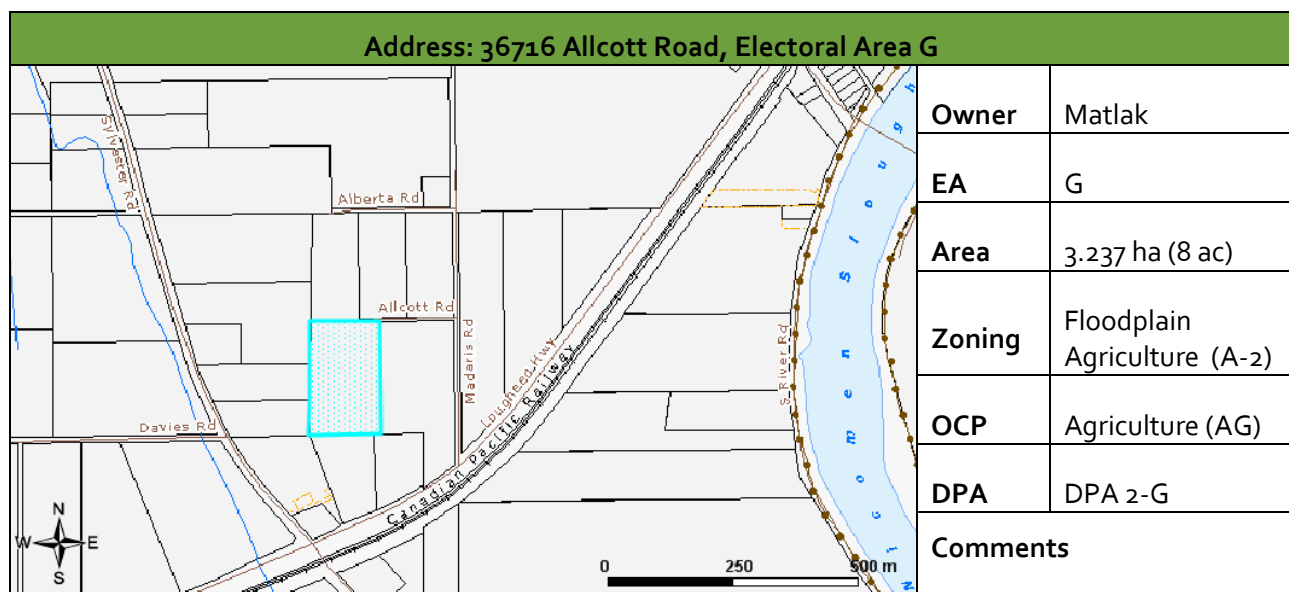 Address: 36716 Allcott Road, Electoral Area G
Sylvester Rd
Alberta Rd
Allcott Rd
Madaris Rd
Lougheed Hwy
Canadian Pacific Railway
Davies Rd
S. River Rd
Nicomen Slough
N
W E
S
0 250 500 m
Owner Matlak
EA G
Area 3.237 ha (8 ac)
Zoning Floodplain
Agriculture (A-2)
OCP Agriculture (AG)
DPA DPA 2-G
Comments